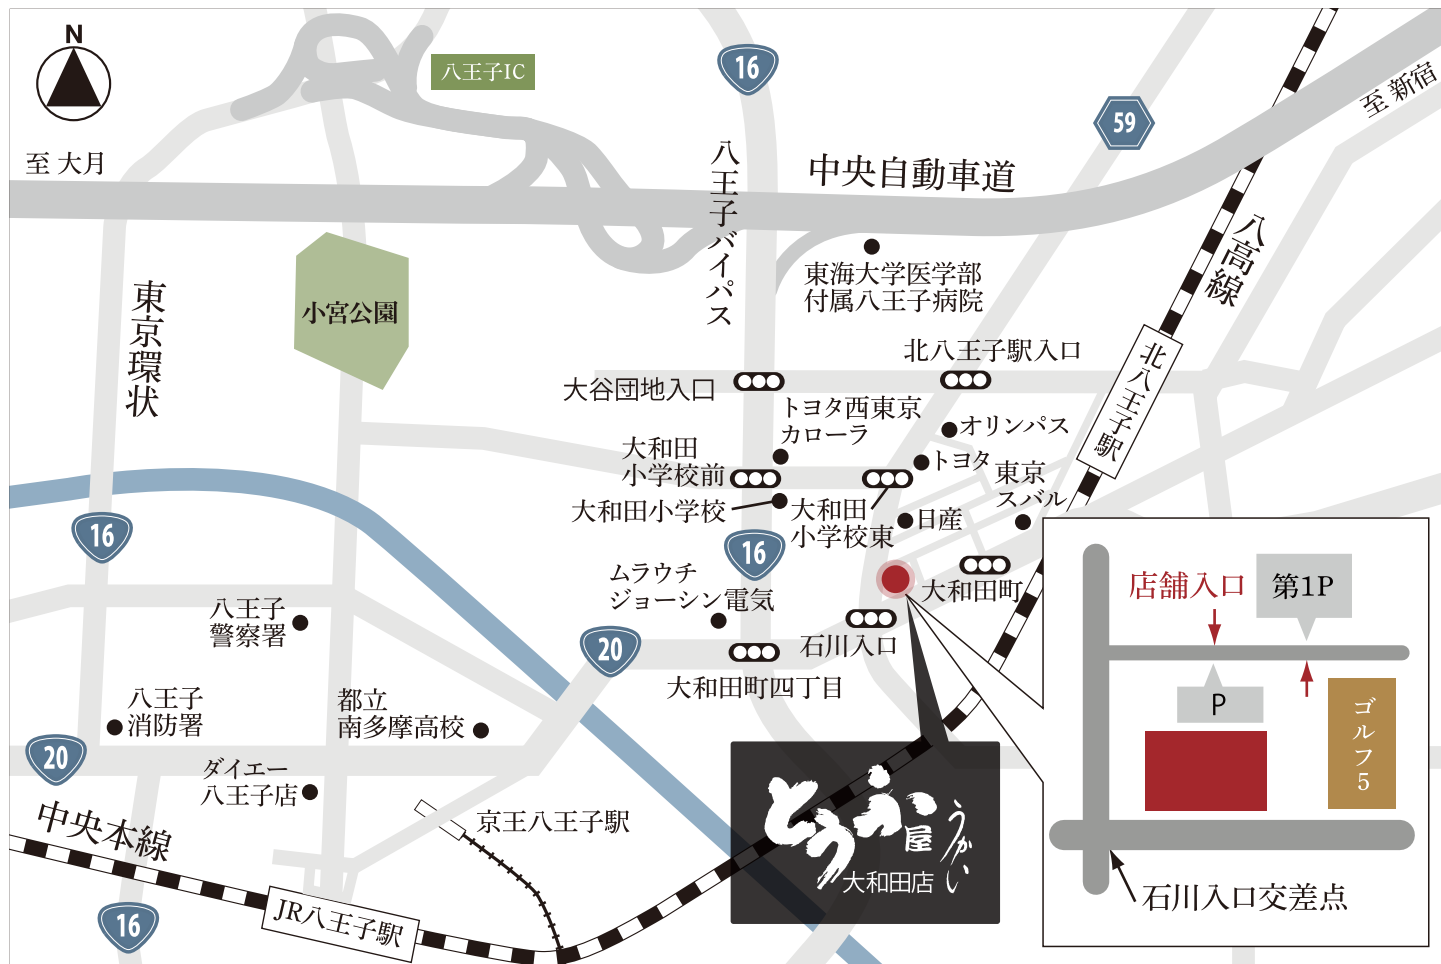 N
八王子IC
16
59
至 新宿
至 大月
八王子バイパス
中央自動車道
八高線
東海大学医学部
付属八王子病院
東京環状
小宮公園
北八王子駅入口
北八王子駅
大谷団地入口
トヨタ西東京
カローラ
オリンパス
大和田
小学校前
トヨタ
東京
スバル
大和田小学校
大和田
小学校東
日産
16
16
ムラウチ
ジョーシン電気
大和田町
八王子
警察署
20
石川入口
大和田町四丁目
八王子
消防署
都立
南多摩高校
20
ダイエー
八王子店
中央本線
京王八王子駅
JR八王子駅
16
とうふ屋
うかい
大和田店
店舗入口
第1P
P
ゴルフ5
石川入口交差点